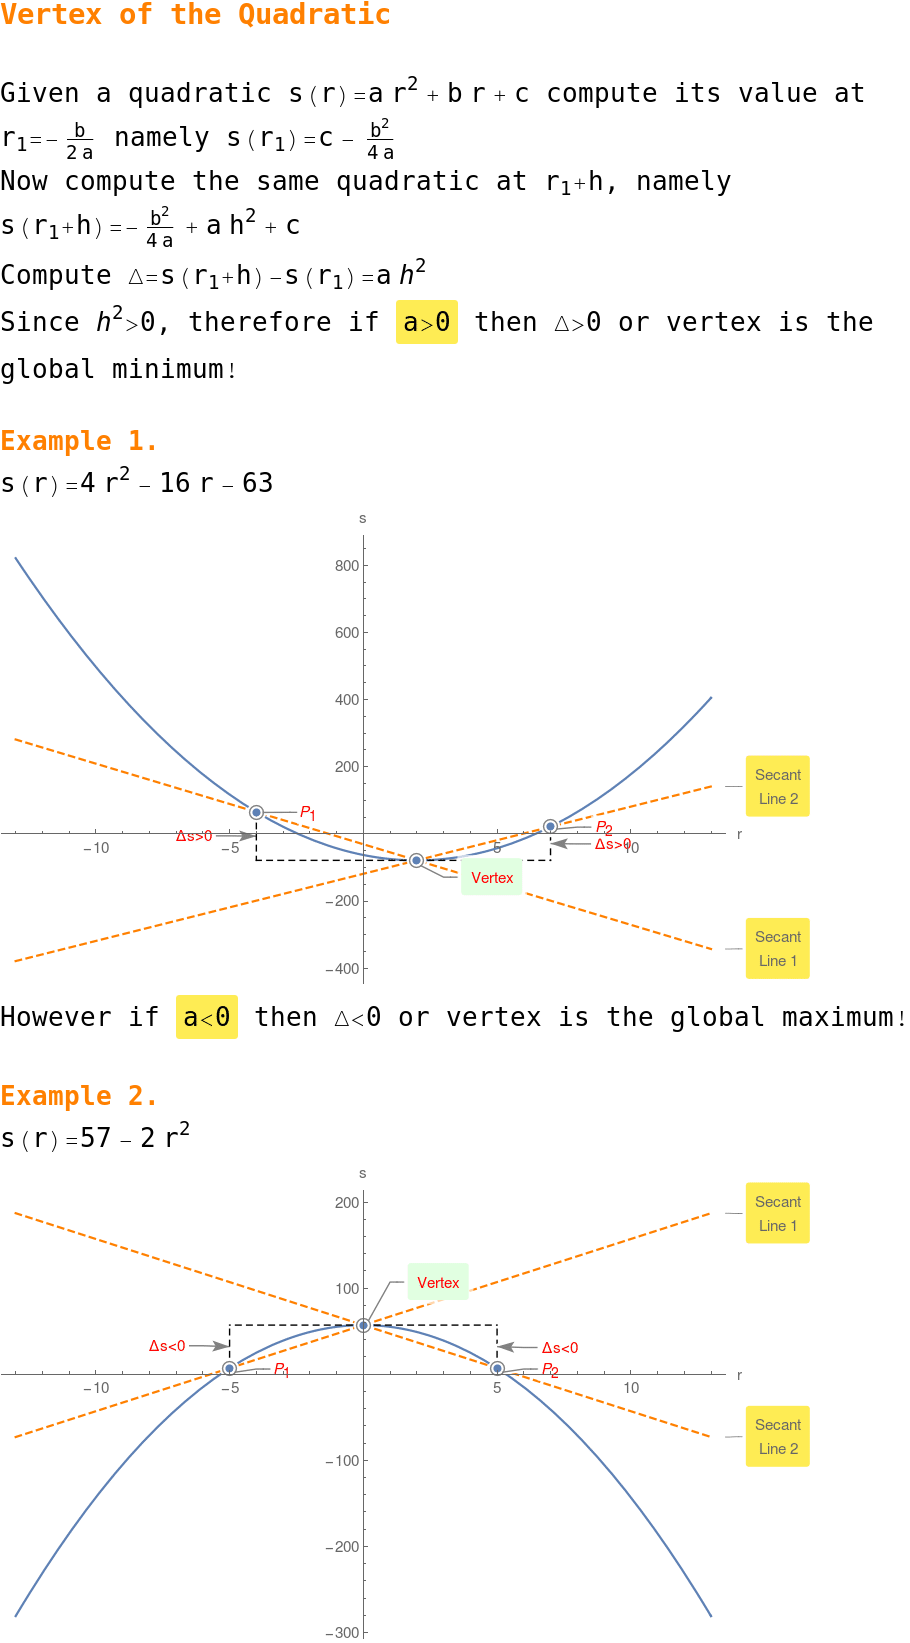 Vertex of the Quadratic
Given a quadratic s(r)=a r² + b r + c compute its value at
r₁=- b/(2 a) namely s(r₁)=c - b²/(4 a)
Now compute the same quadratic at r₁+h, namely
s(r₁+h)=- b²/(4 a) + a h² + c
Compute Δ=s(r₁+h)-s(r₁)=a h²
Since h²>0, therefore if a>0 then Δ>0 or vertex is the
global minimum!
Example 1.
s(r)=4 r² - 16 r - 63
s
800
600
400
200
Secant
Line 2
P₁
P₂
Δs>0
r
-10
-5
5
10
Δs>0
Vertex
-200
Secant
Line 1
-400
However if a<0 then Δ<0 or vertex is the global maximum!
Example 2.
s(r)=57 - 2 r²
s
200
Secant
Line 1
Vertex
100
Δs<0
Δs<0
P₁
P₂
r
-10
-5
5
10
Secant
Line 2
-100
-200
-300